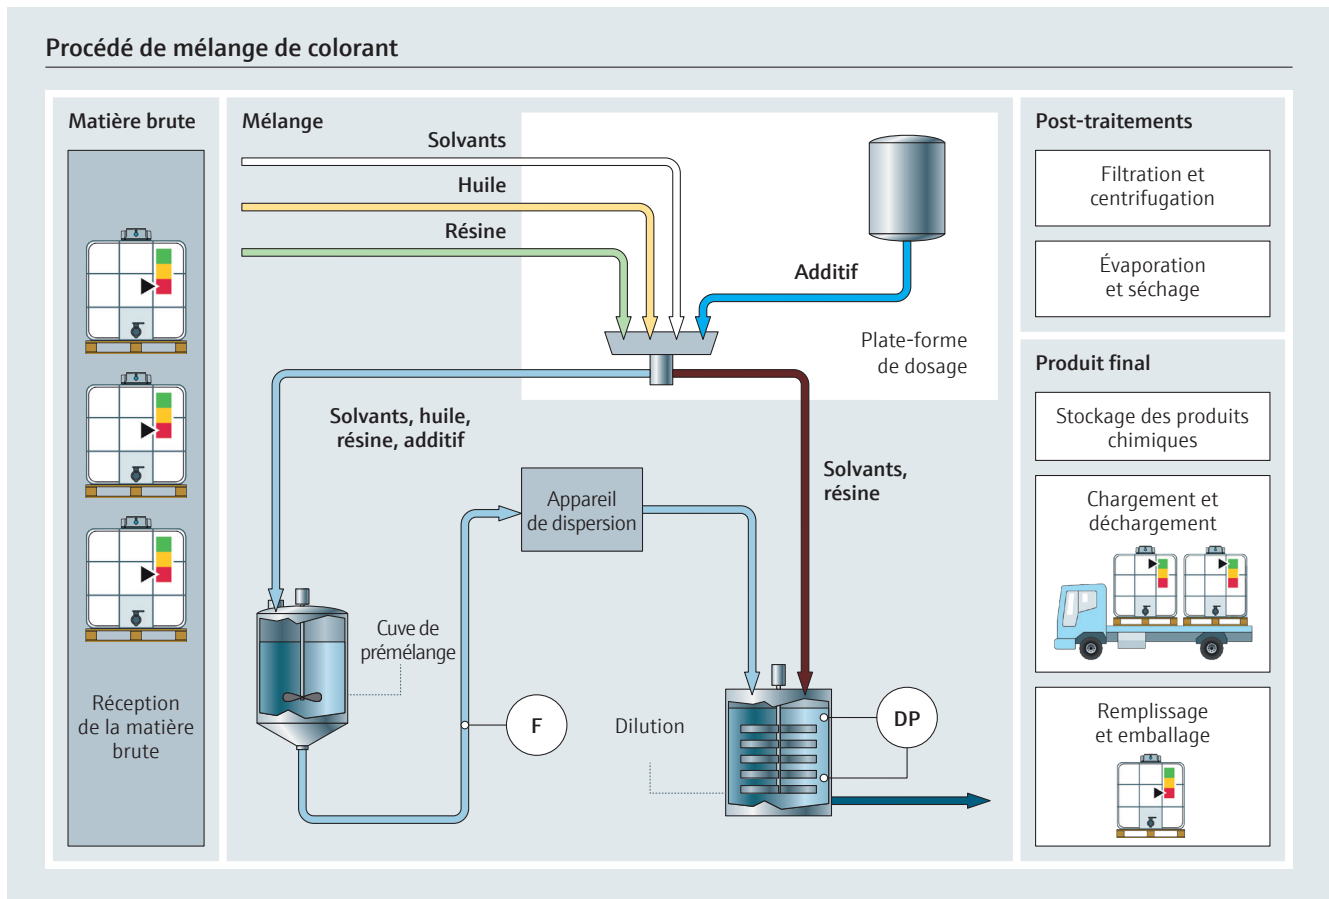 Procédé de mélange de colorant
Matière brute
Réception
de la matière
brute
Mélange
Solvants
Huile
Résine
Additif
Plate-forme
de dosage
Solvants, huile,
résine, additif
Solvants,
résine
Appareil
de dispersion
Cuve de
prémélange
F
Dilution
DP
Post-traitements
Filtration et
centrifugation
Évaporation
et séchage
Produit final
Stockage des produits
chimiques
Chargement et
déchargement
Remplissage
et emballage